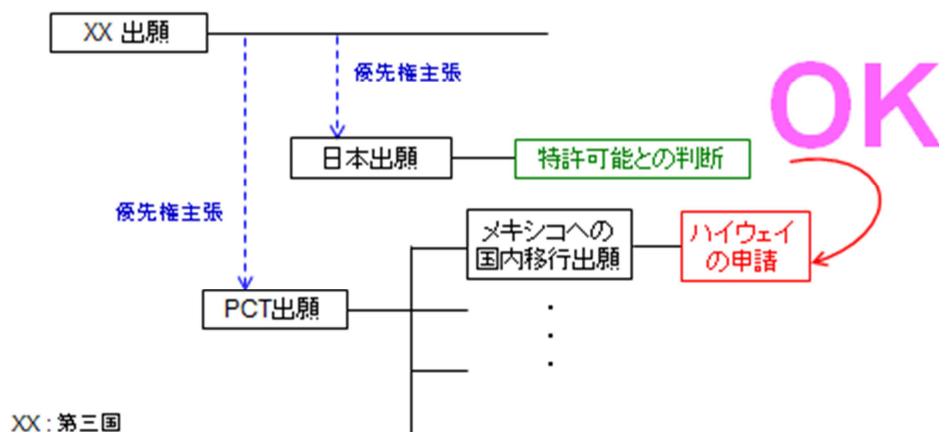 XX 出願
優先権主張
OK
日本出願
特許可能との判断
優先権主張
メキシコへの
国内移行出願
ハイウェイ
の申請
PCT出願
XX : 第三国